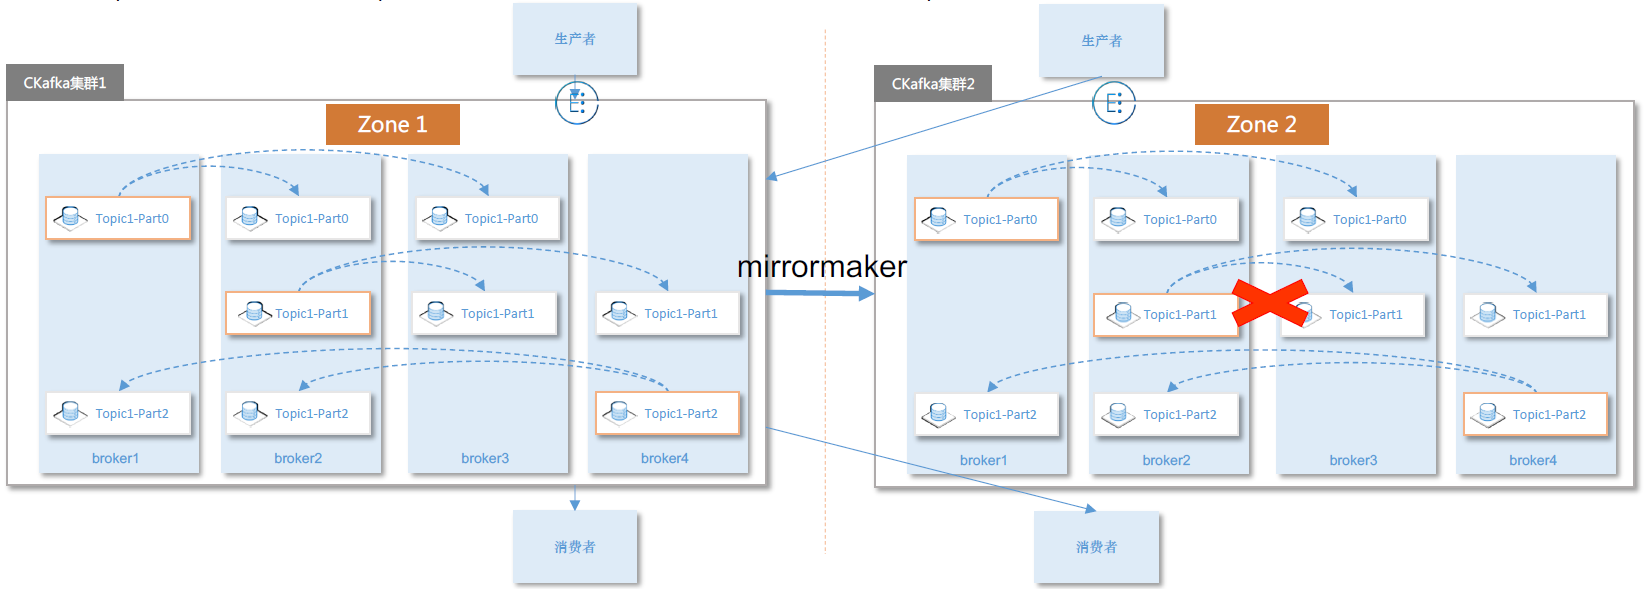 生产者
生产者
CKafka集群1
CKafka集群2
Zone 1
Zone 2
Topic1-Part0
Topic1-Part0
Topic1-Part0
Topic1-Part0
Topic1-Part0
Topic1-Part0
mirrormaker
Topic1-Part1
Topic1-Part1
Topic1-Part1
Topic1-Part1
Topic1-Part1
Topic1-Part1
Topic1-Part2
Topic1-Part2
Topic1-Part2
Topic1-Part2
Topic1-Part2
Topic1-Part2
broker1
broker2
broker3
broker4
broker1
broker2
broker3
broker4
消费者
消费者